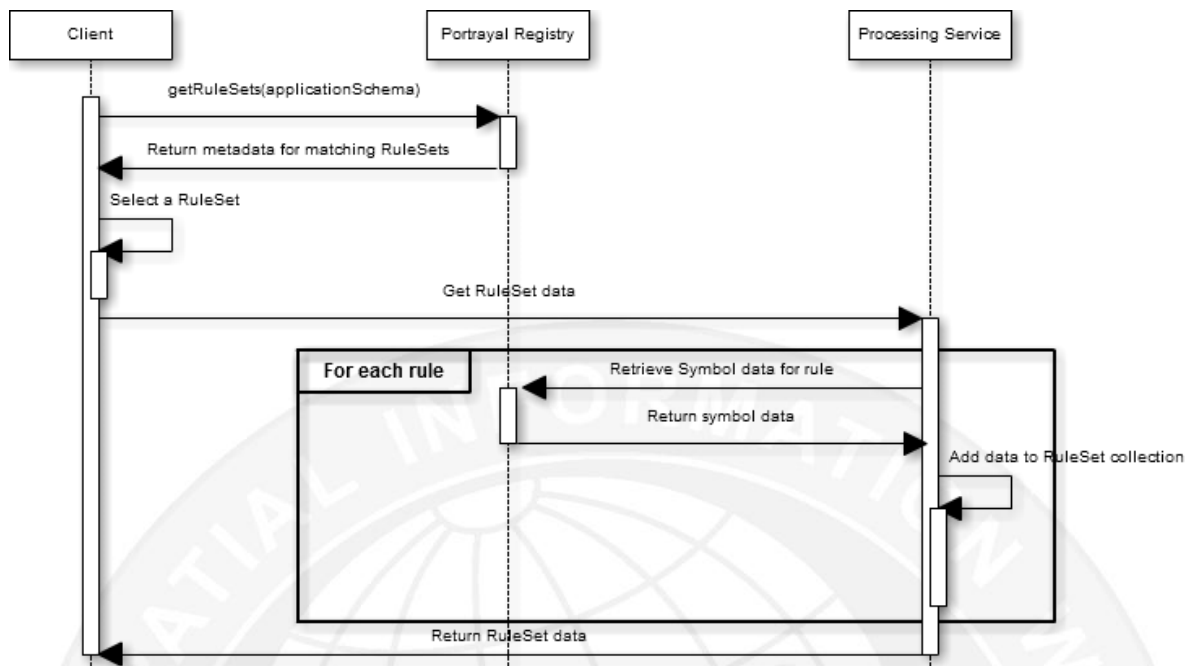 Client
Portrayal Registry
Processing Service
getRuleSets(applicationSchema)
Return metadata for matching RuleSets
Select a RuleSet
Get RuleSet data
For each rule
Retrieve Symbol data for rule
Return symbol data
Add data to RuleSet collection
Return RuleSet data
INFORMATION